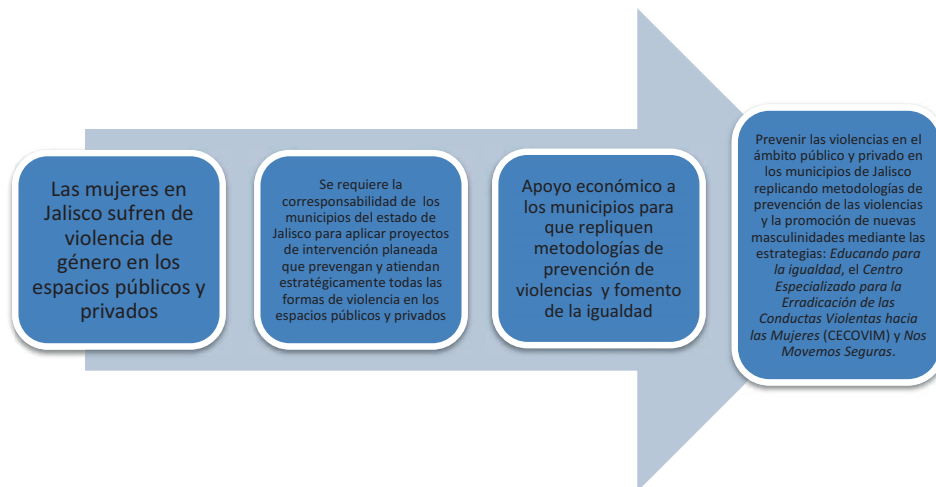 Las mujeres en
Jalisco sufren de
violencia de
género en los
espacios públicos y
privados
Se requiere la
corresponsabilidad de los
municipios del estado de
Jalisco para aplicar proyectos
de intervención planeada
que prevengan y atiendan
estratégicamente todas las
formas de violencia en los
espacios públicos y privados
Apoyo económico a
los municipios para
que repliquen
metodologías de
prevención de
violencias y fomento
de la igualdad
Prevenir las violencias en el
ámbito público y privado en
los municipios de Jalisco
replicando metodologías de
prevención de las violencias
y la promoción de nuevas
masculinidades mediante las
estrategias: Educando para
la igualdad, el Centro
Especializado para la
Erradicación de las
Conductas Violentas hacia
las Mujeres (CECOVIM) y Nos
Movemos Seguras.